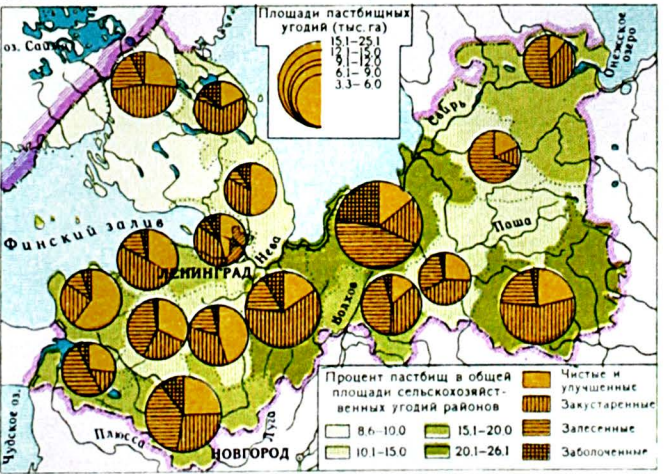 Площади пастбищных
угодий (тыс. га)
15.1–25.1
12.1–15.0
9.1–12.0
6.1– 9.0
3.3– 6.0
оз. Сайма
Онежское
озеро
Свирь
Паша
Финский залив
Нева
ЛЕНИНГРАД
Волхов
Чудское оз.
Плюсса
Луга
НОВГОРОД
Процент пастбищ в общей
площади сельскохозяйст-
венных угодий районов
8,6–10.0
15.1–20.0
10.1–15.0
20.1–26.1
Чистые и
улучшенные
Закустаренные
Залесенные
Заболоченные